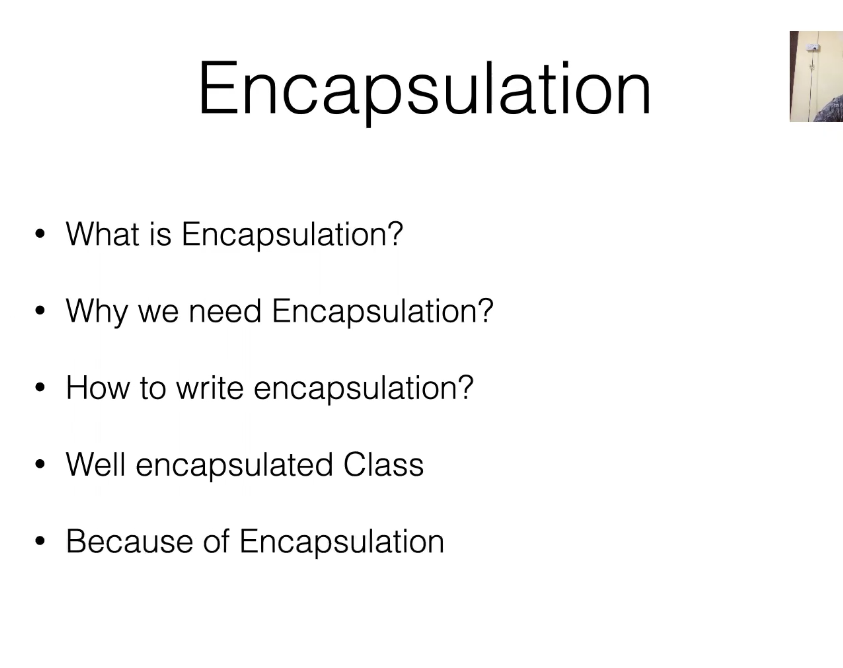 Encapsulation
• What is Encapsulation?
• Why we need Encapsulation?
• How to write encapsulation?
• Well encapsulated Class
• Because of Encapsulation